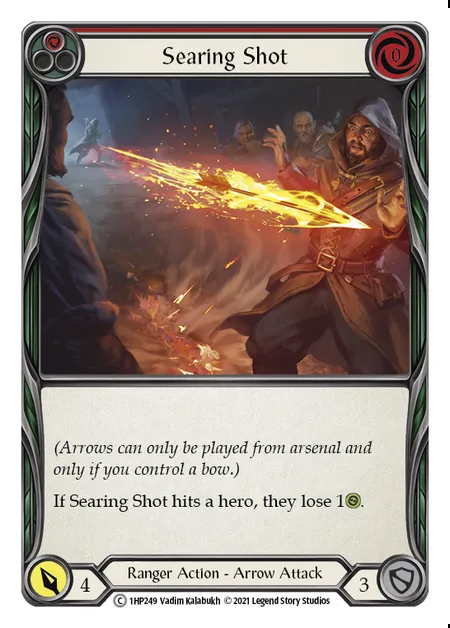 Searing Shot
0
(Arrows can only be played from arsenal and
only if you control a bow.)
If Searing Shot hits a hero, they lose 1.
4
Ranger Action - Arrow Attack
3
C 1HP249 Vadim Kalabukh © 2021 Legend Story Studios